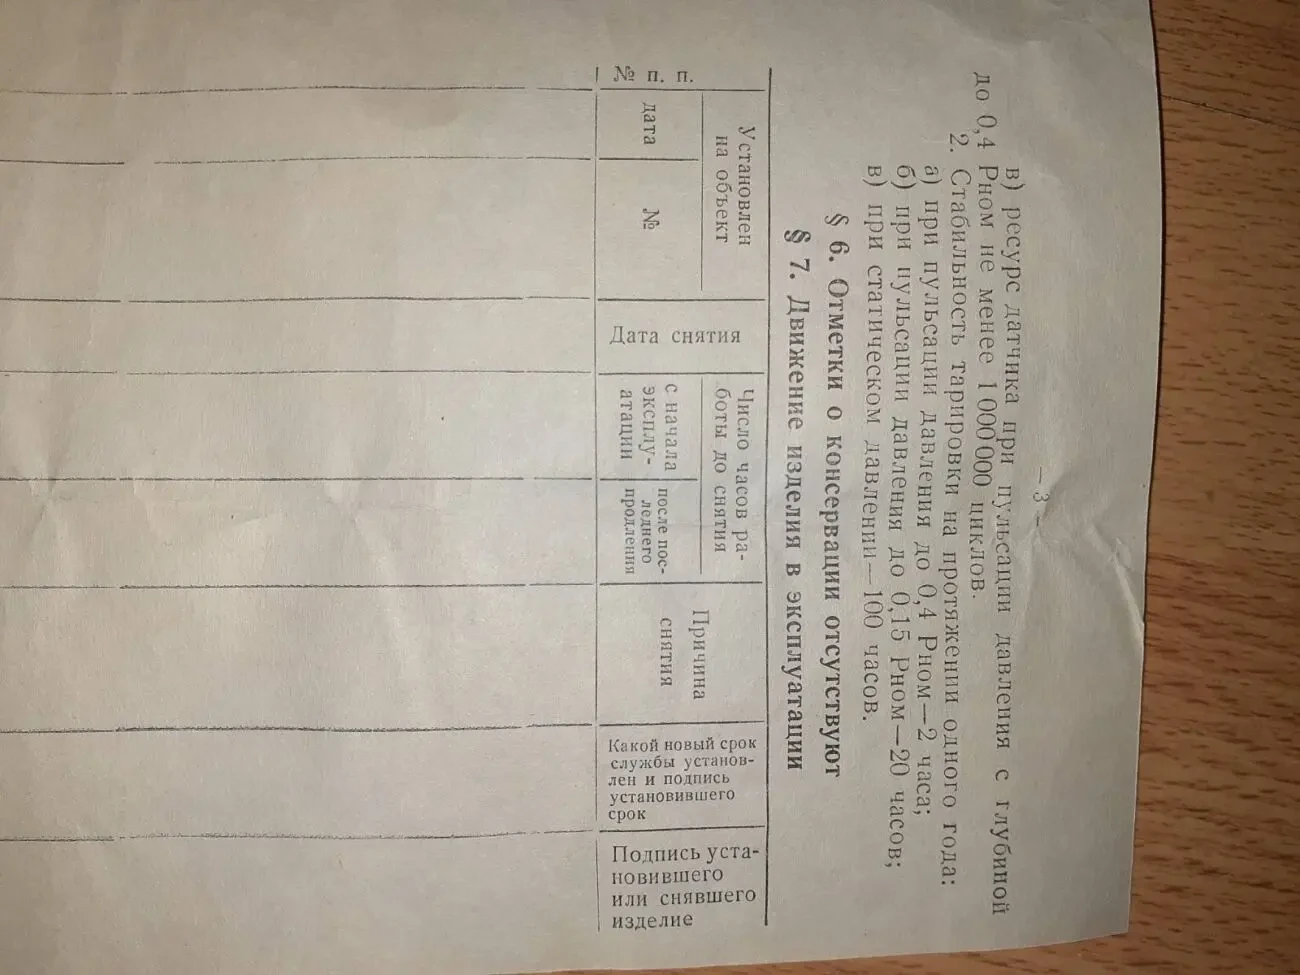 — 3 —
в) ресурс датчика при пульсации давления с глубиной
до 0,4 Рном не менее 1 000 000 циклов.
2. Стабильность тарировки на протяжении одного года:
а) при пульсации давления до 0,4 Рном—2 часа;
б) при пульсации давления до 0,15 Рном—20 часов;
в) при статическом давлении—100 часов.
§ 6. Отметки о консервации отсутствуют
§ 7. Движение изделия в эксплуатации
№ п. п.
Установлен
на объект
дата
№
Дата снятия
Число часов ра-
боты до снятия
с начала
эксплу-
атации
после пос-
леднего
продления
Причина
снятия
Какой новый срок
службы установ-
лен и подпись
установившего
срок
Подпись уста-
новившего
или снявшего
изделие